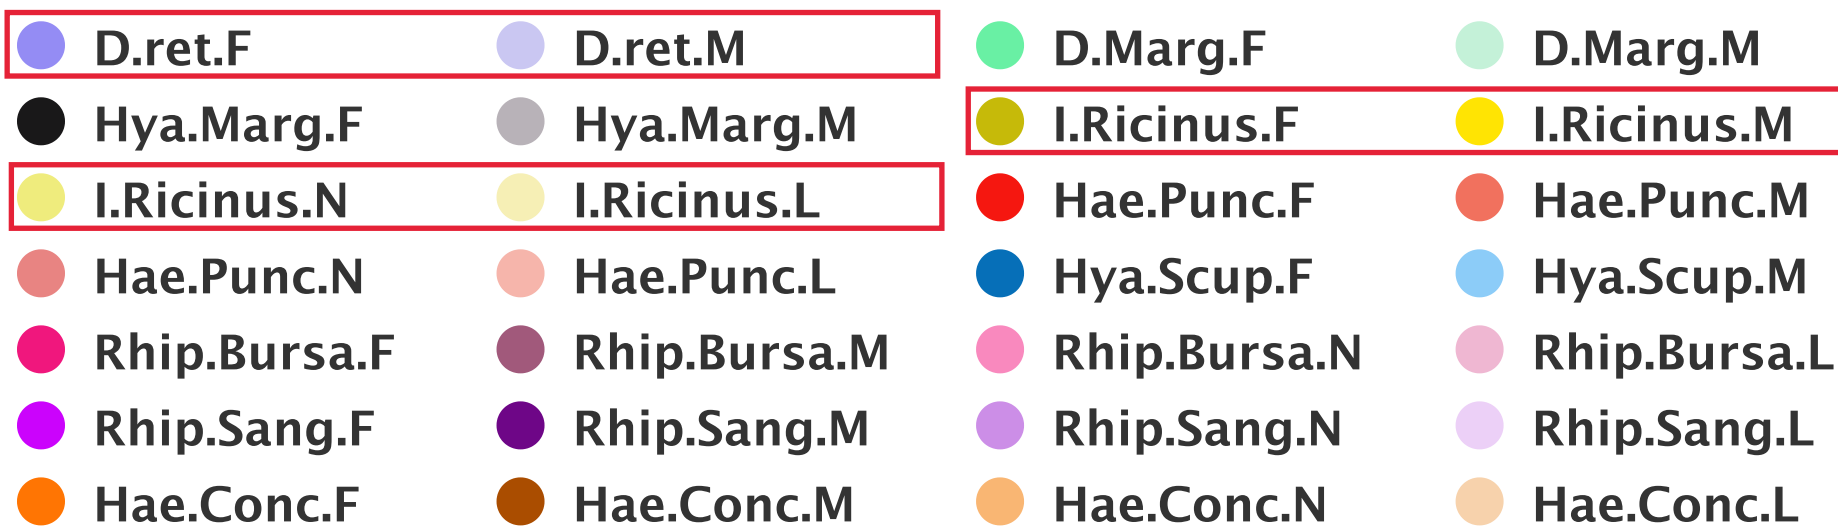 D.ret.F D.ret.M D.Marg.F D.Marg.M
Hya.Marg.F Hya.Marg.M I.Ricinus.F I.Ricinus.M
I.Ricinus.N I.Ricinus.L Hae.Punc.F Hae.Punc.M
Hae.Punc.N Hae.Punc.L Hya.Scup.F Hya.Scup.M
Rhip.Bursa.F Rhip.Bursa.M Rhip.Bursa.N Rhip.Bursa.L
Rhip.Sang.F Rhip.Sang.M Rhip.Sang.N Rhip.Sang.L
Hae.Conc.F Hae.Conc.M Hae.Conc.N Hae.Conc.L